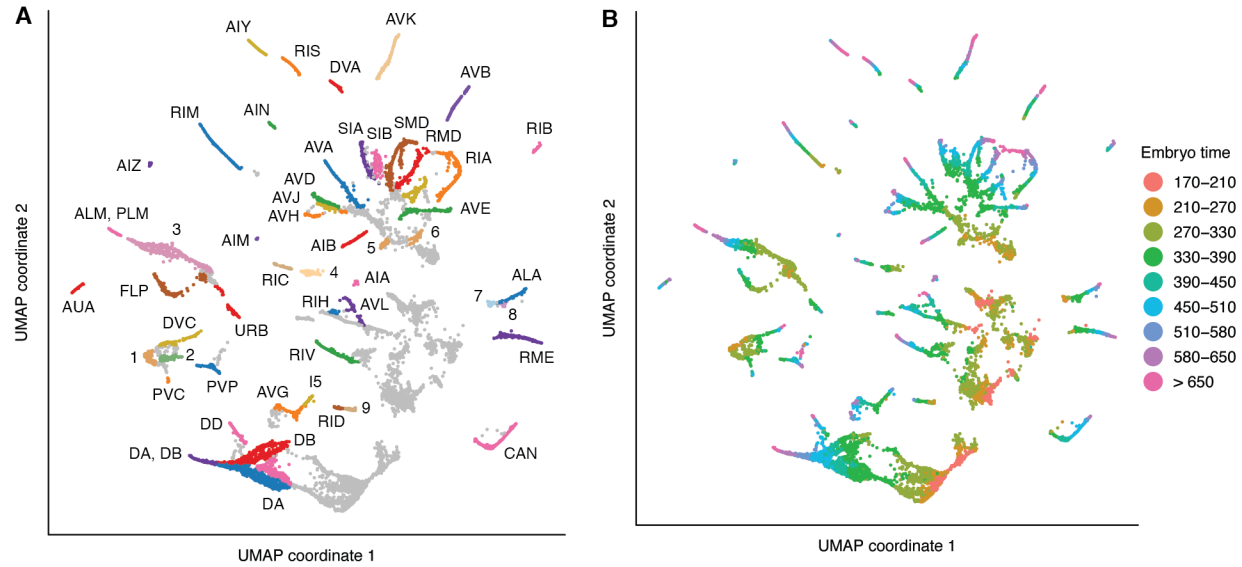 A
B
AIY
AVK
RIS
DVA
AVB
RIM
AIN
SIA
SIB
SMD
RMD
RIB
AVA
RIA
AIZ
AVD
AVJ
AVH
AVE
ALM, PLM
3
AIM
AIB
5
6
RIC
4
AIA
ALA
7
8
AUA
FLP
RIH
AVL
URB
DVC
RME
1
2
RIV
PVC
PVP
AVG
I5
RID
9
DD
DB
DA, DB
CAN
DA
UMAP coordinate 2
UMAP coordinate 1
UMAP coordinate 2
UMAP coordinate 1
Embryo time
170–210
210–270
270–330
330–390
390–450
450–510
510–580
580–650
> 650